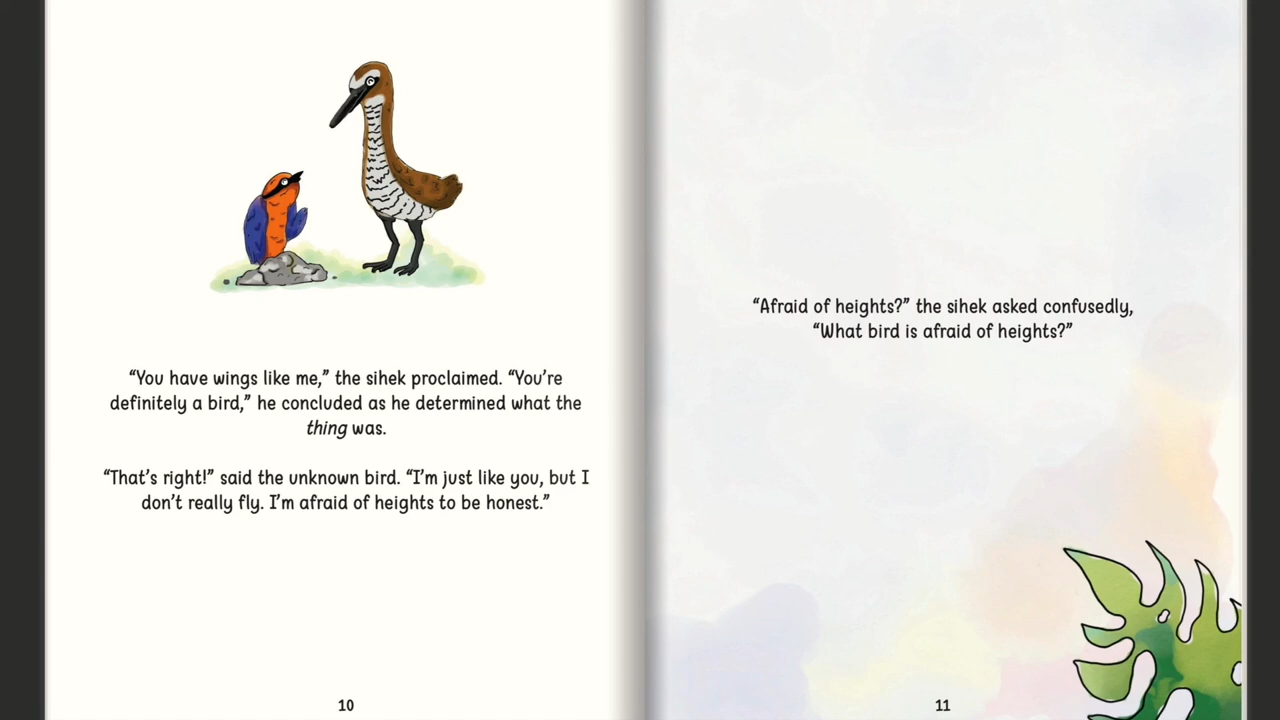 “You have wings like me,” the sihek proclaimed. “You’re
definitely a bird,” he concluded as he determined what the
thing was.
“That’s right!” said the unknown bird. “I’m just like you, but I
don’t really fly. I’m afraid of heights to be honest.”
10
“Afraid of heights?” the sihek asked confusedly,
“What bird is afraid of heights?”
11